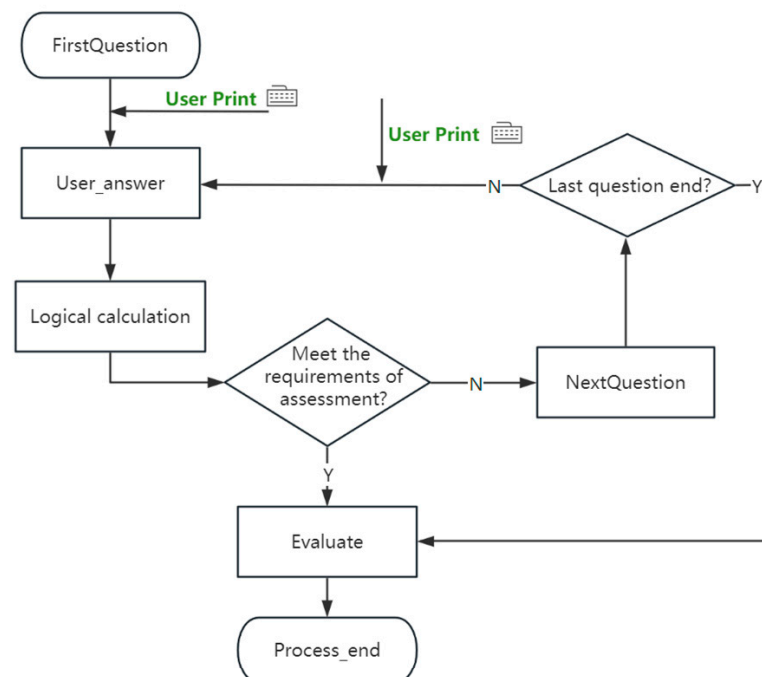 FirstQuestion
User Print
User Print
User_answer
N
Last question end?
Y
Logical calculation
Meet the
requirements of
assessment?
N
NextQuestion
Y
Evaluate
Process_end